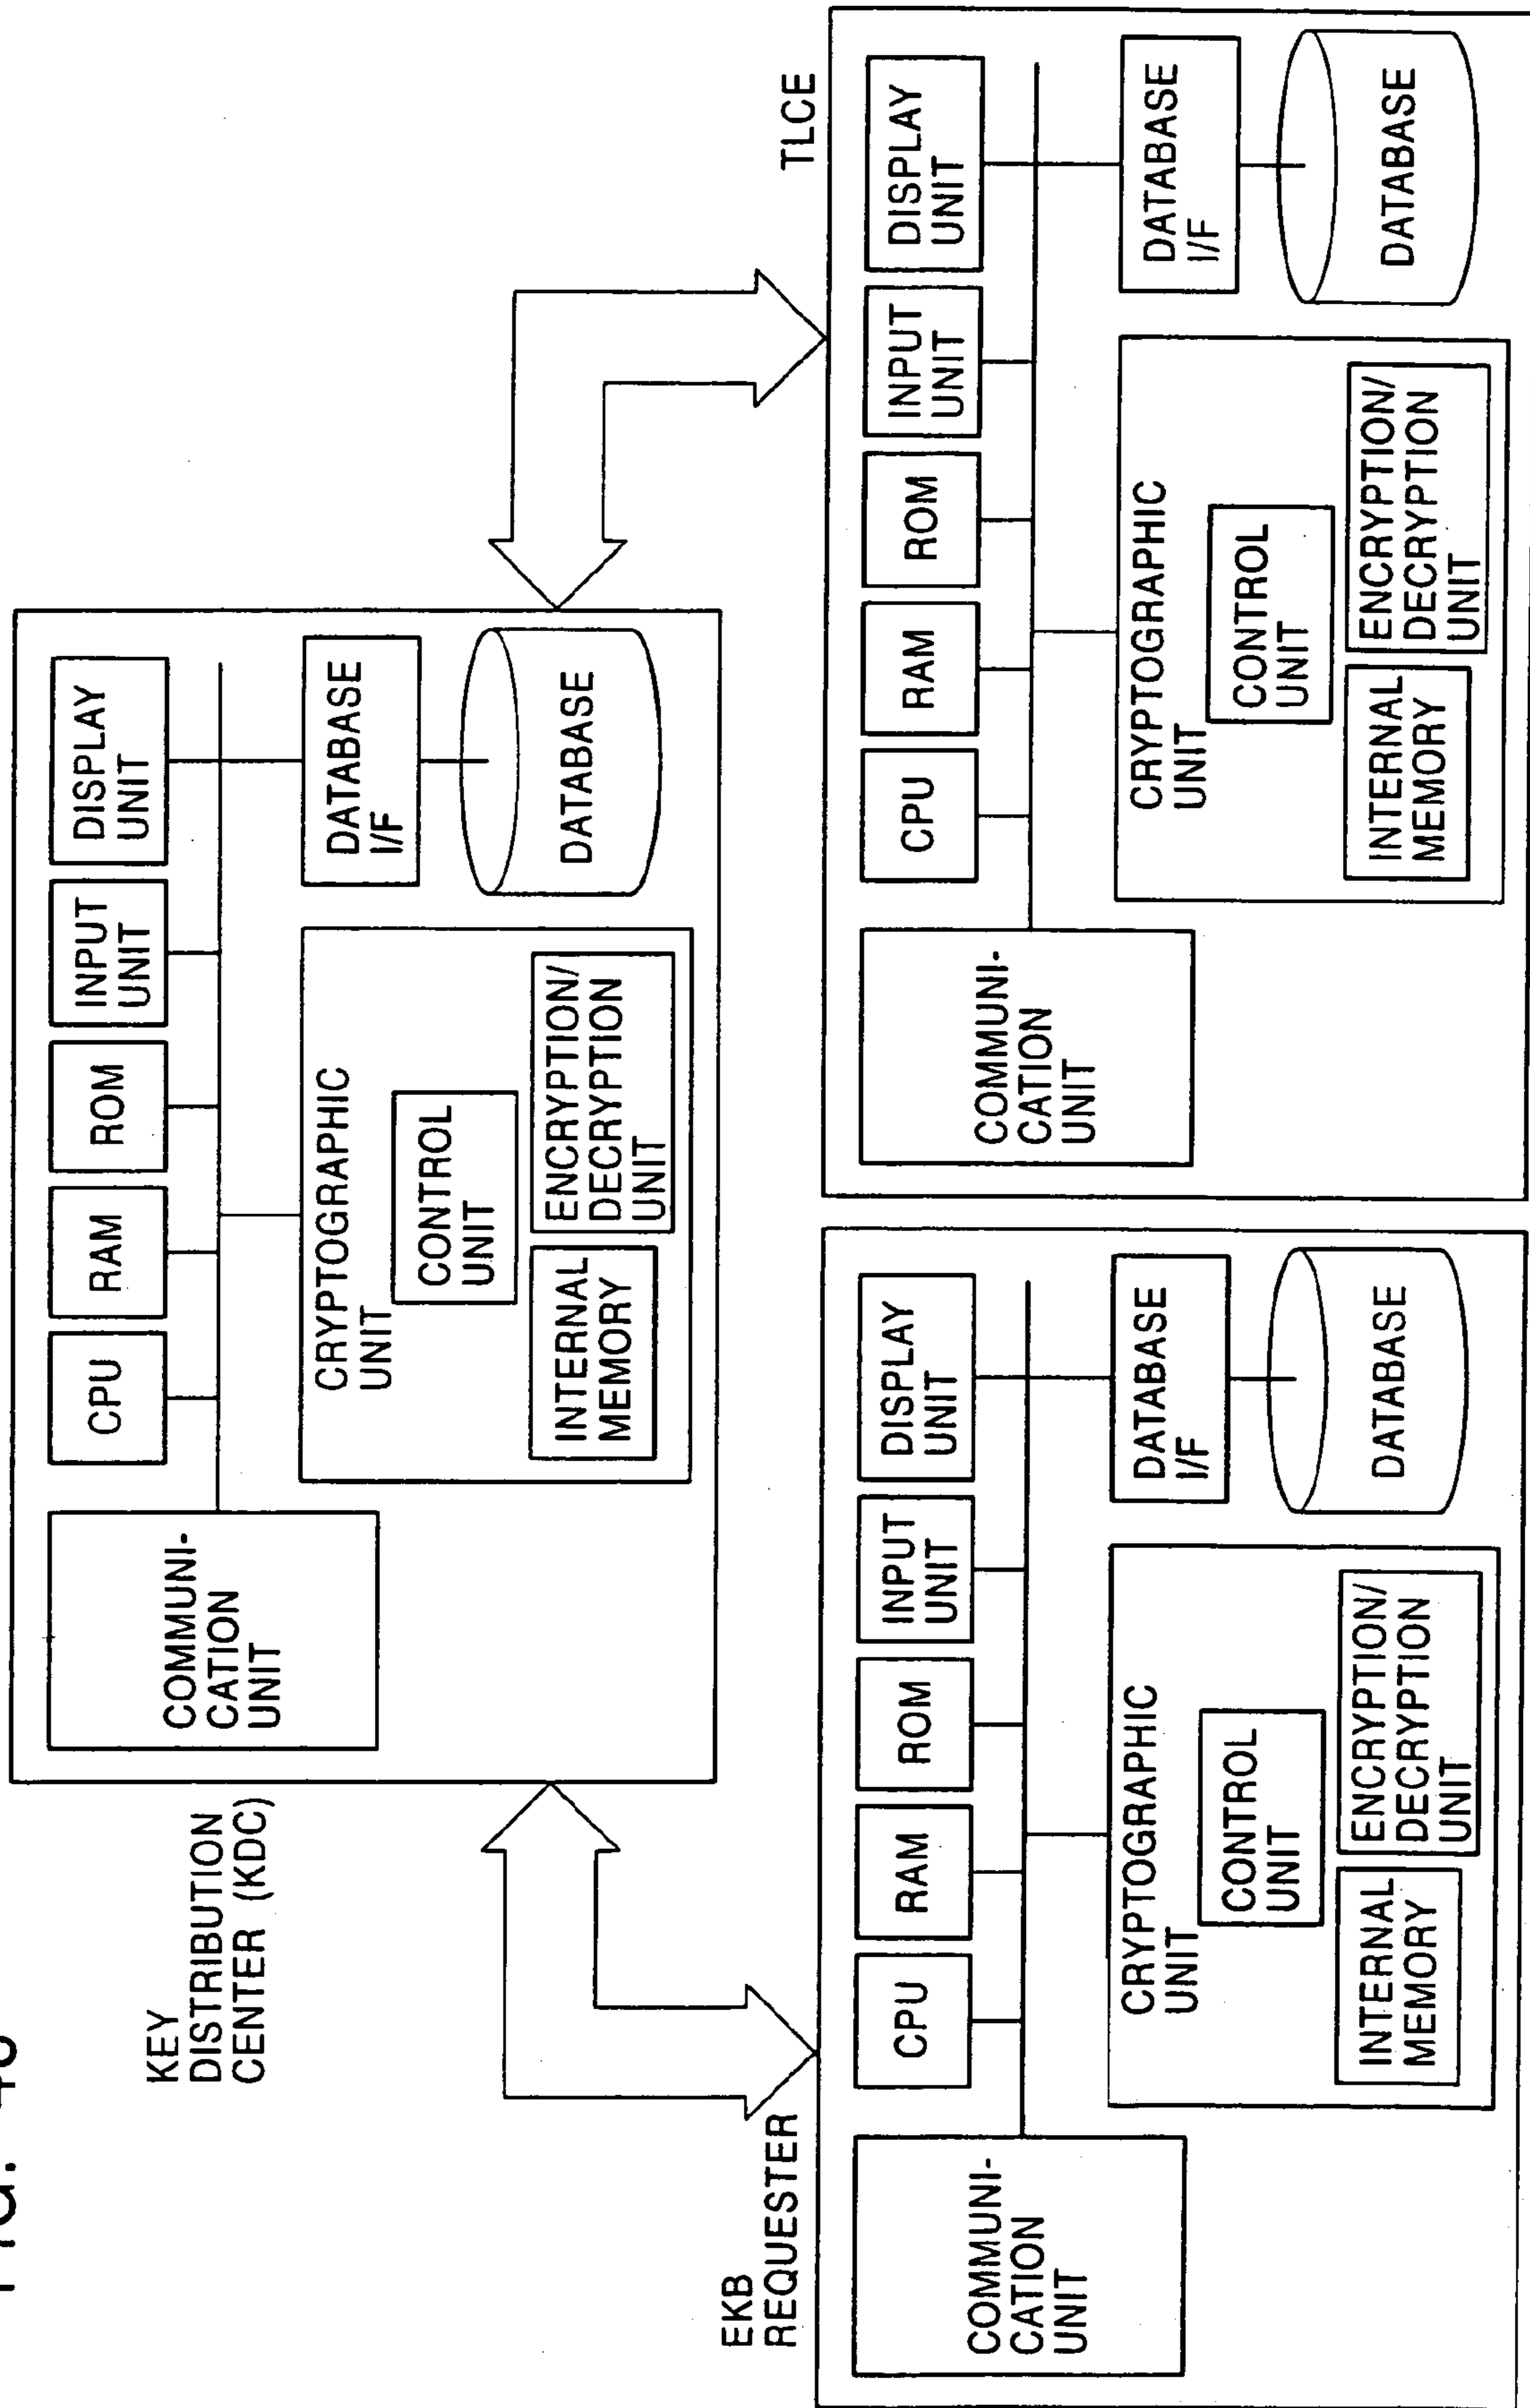 KEY
DISTRIBUTION
CENTER (KDC)
COMMUNI-
CATION
UNIT
CPU
RAM
ROM
INPUT
UNIT
DISPLAY
UNIT
CRYPTOGRAPHIC
UNIT
CONTROL
UNIT
INTERNAL
MEMORY
ENCRYPTION/
DECRYPTION
UNIT
DATABASE
I/F
DATABASE
EKB
REQUESTER
COMMUNI-
CATION
UNIT
CPU
RAM
ROM
INPUT
UNIT
DISPLAY
UNIT
CRYPTOGRAPHIC
UNIT
CONTROL
UNIT
INTERNAL
MEMORY
ENCRYPTION/
DECRYPTION
UNIT
DATABASE
I/F
DATABASE
TLCE
COMMUNI-
CATION
UNIT
CPU
RAM
ROM
INPUT
UNIT
DISPLAY
UNIT
CRYPTOGRAPHIC
UNIT
CONTROL
UNIT
INTERNAL
MEMORY
ENCRYPTION/
DECRYPTION
UNIT
DATABASE
I/F
DATABASE